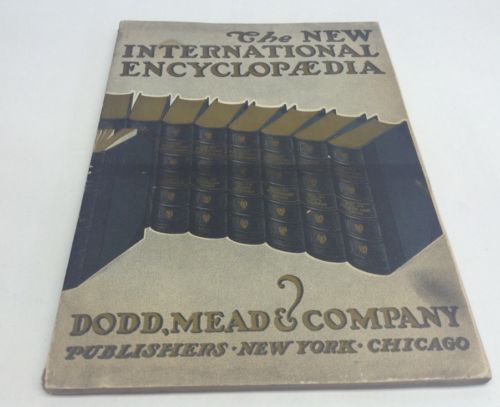 The NEW
INTERNATIONAL
ENCYCLOPÆDIA
DODD, MEAD & COMPANY
PUBLISHERS · NEW YORK · CHICAGO